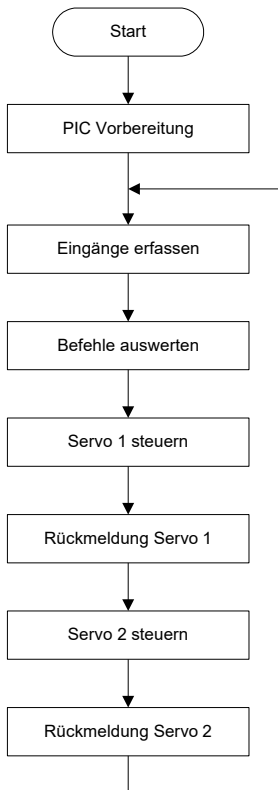 Start
PIC Vorbereitung
Eingänge erfassen
Befehle auswerten
Servo 1 steuern
Rückmeldung Servo 1
Servo 2 steuern
Rückmeldung Servo 2